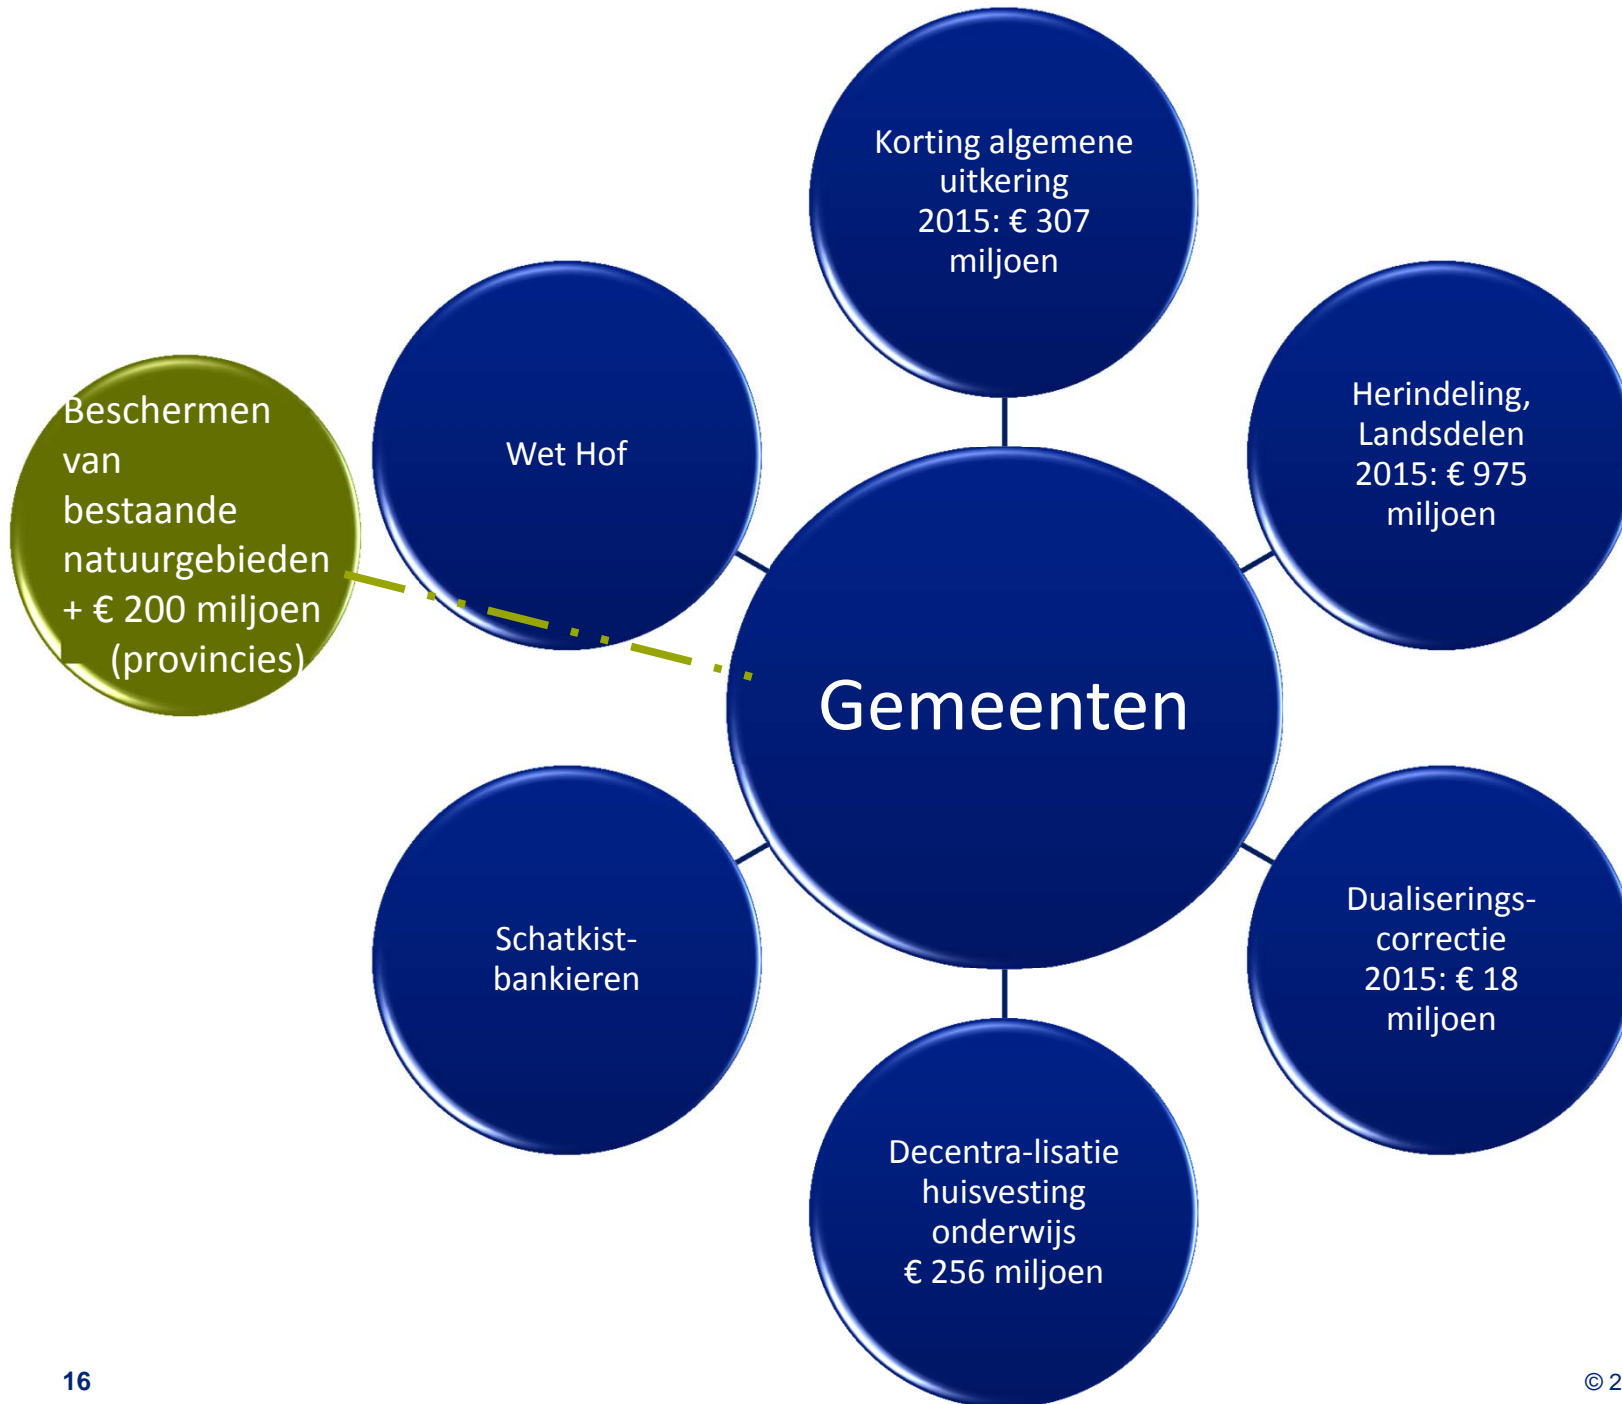 Korting algemene
uitkering
2015: € 307
miljoen
Herindeling,
Landsdelen
2015: € 975
miljoen
Wet Hof
Beschermen
van
bestaande
natuurgebieden
+ € 200 miljoen
(provincies)
Gemeenten
Dualiserings-
correctie
2015: € 18
miljoen
Schatkist-
bankieren
Decentra-lisatie
huisvesting
onderwijs
€ 256 miljoen
16
© 2